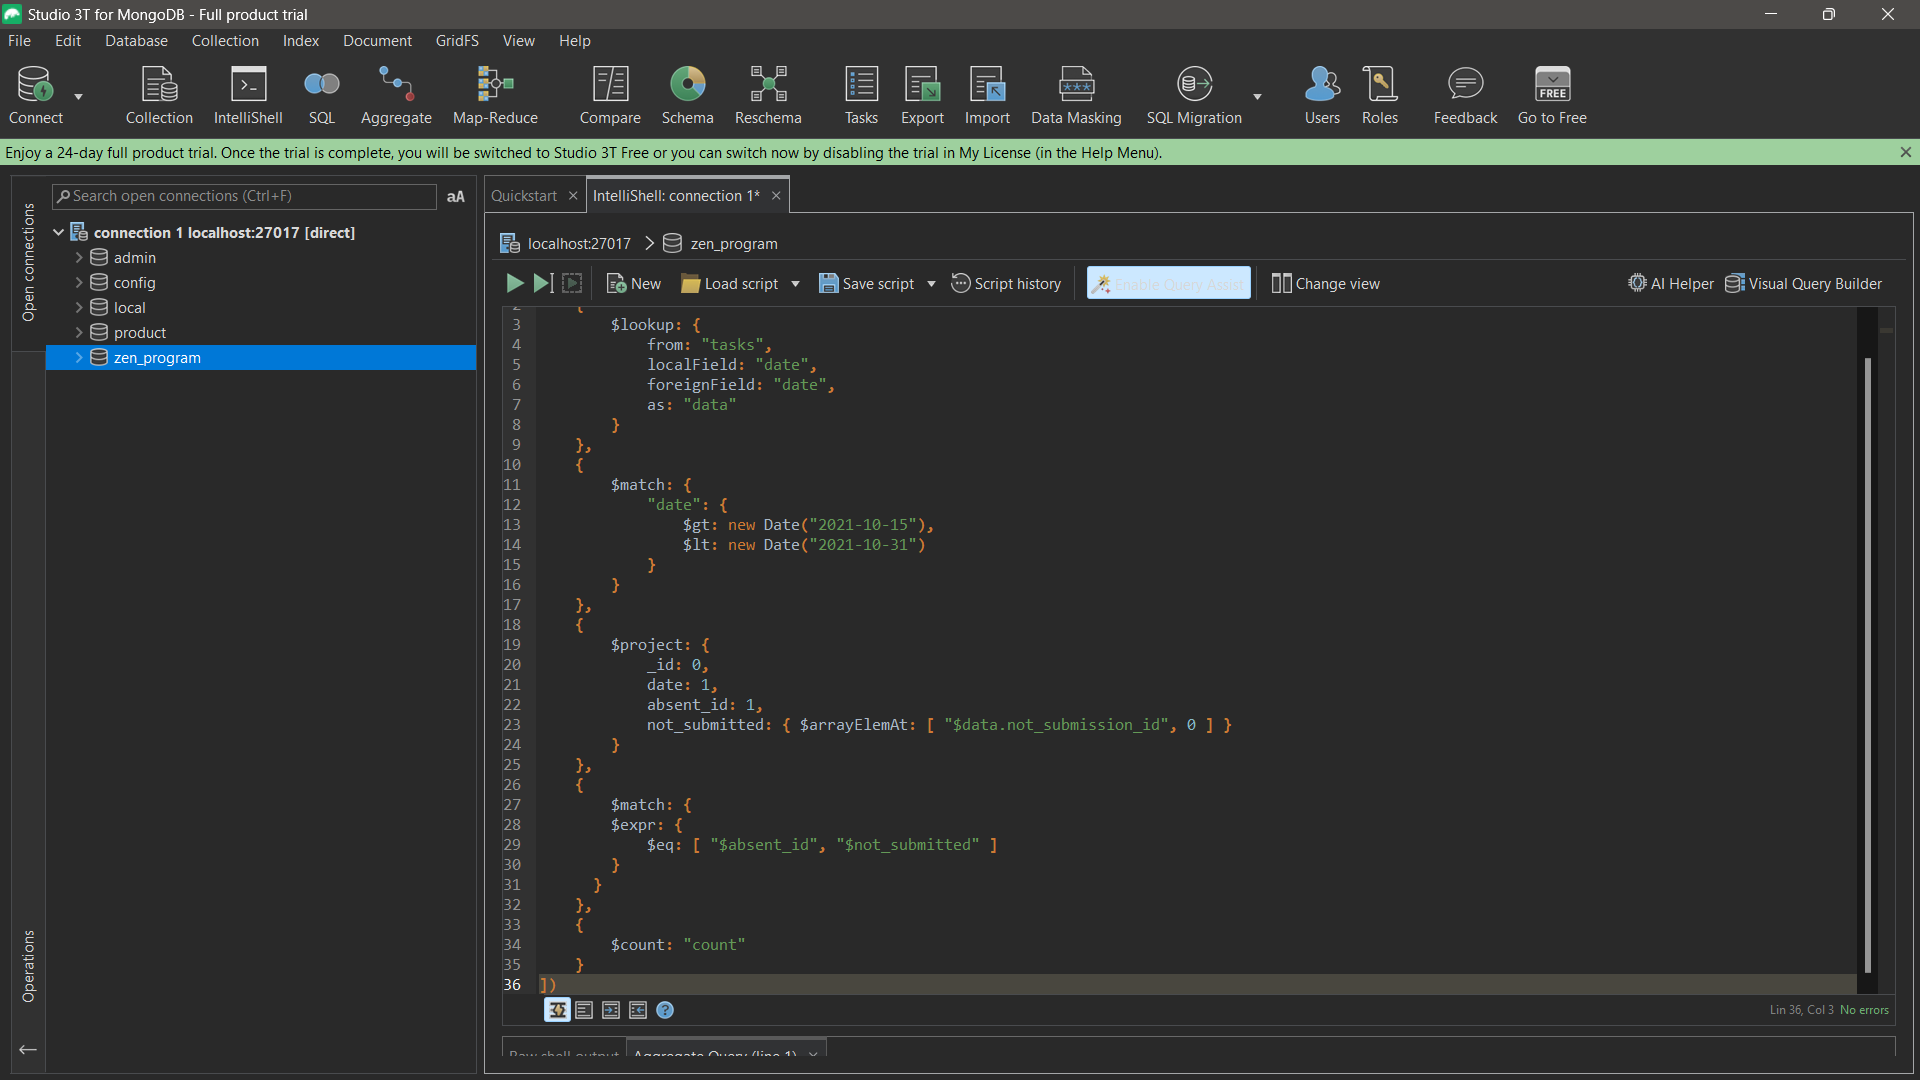 Studio 3T for MongoDB - Full product trial
File Edit Database Collection Index Document GridFS View Help
Connect Collection IntelliShell SQL Aggregate Map-Reduce Compare Schema Reschema Tasks Export Import Data Masking SQL Migration Users Roles Feedback Go to Free
Enjoy a 24-day full product trial. Once the trial is complete, you will be switched to Studio 3T Free or you can switch now by disabling the trial in My License (in the Help Menu).
Open connections
Operations
Search open connections (Ctrl+F) aA
connection 1 localhost:27017 [direct]
admin
config
local
product
zen_program
Quickstart IntelliShell: connection 1*
localhost:27017 zen_program
New Load script Save script Script history Enable Query Assist Change view AI Helper Visual Query Builder
2 {
3 $lookup: {
4 from: "tasks",
5 localField: "date",
6 foreignField: "date",
7 as: "data"
8 }
9 },
10 {
11 $match: {
12 "date": {
13 $gt: new Date("2021-10-15"),
14 $lt: new Date("2021-10-31")
15 }
16 }
17 },
18 {
19 $project: {
20 _id: 0,
21 date: 1,
22 absent_id: 1,
23 not_submitted: { $arrayElemAt: [ "$data.not_submission_id", 0 ] }
24 }
25 },
26 {
27 $match: {
28 $expr: {
29 $eq: [ "$absent_id", "$not_submitted" ]
30 }
31 }
32 },
33 {
34 $count: "count"
35 }
36 ])
Lin 36, Col 3 No errors
Raw shell output Aggregate Query (line 1)